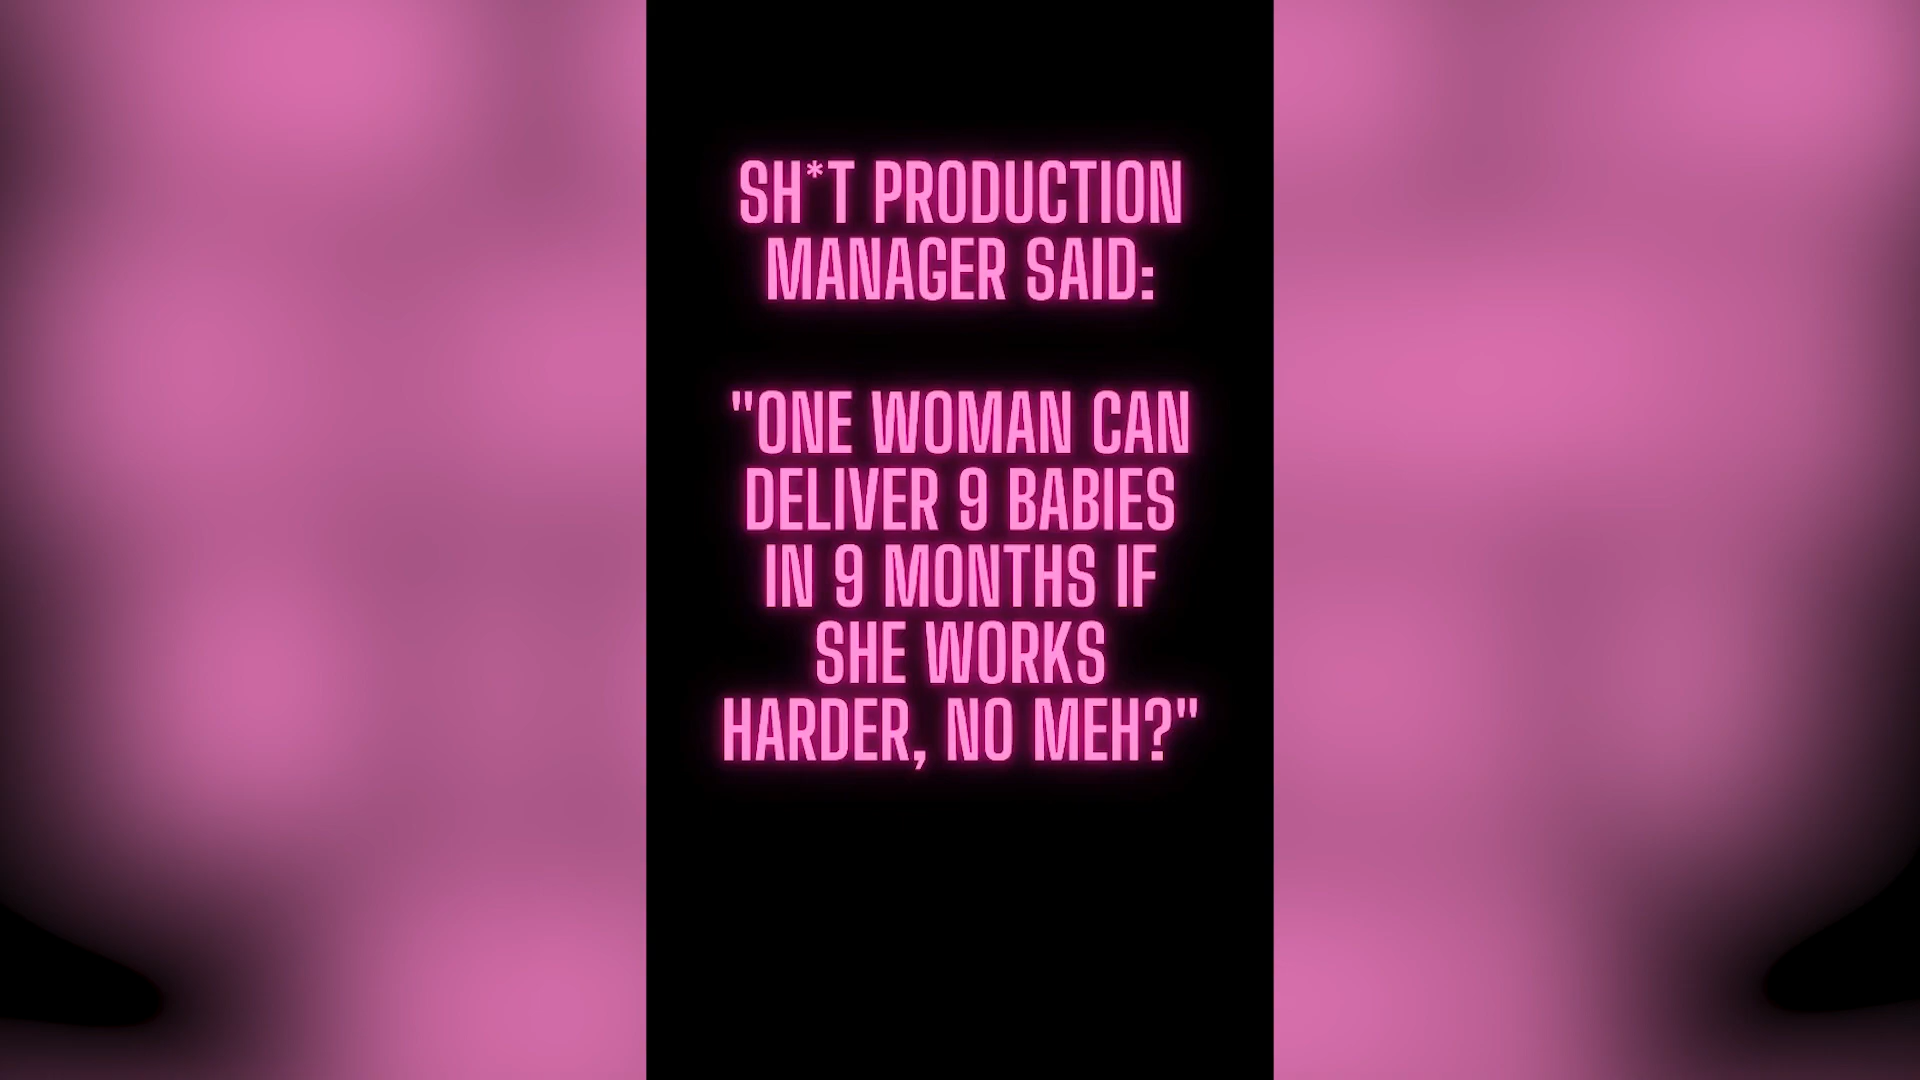 SH*T PRODUCTION
MANAGER SAID:
"ONE WOMAN CAN
DELIVER 9 BABIES
IN 9 MONTHS IF
SHE WORKS
HARDER, NO MEH?"